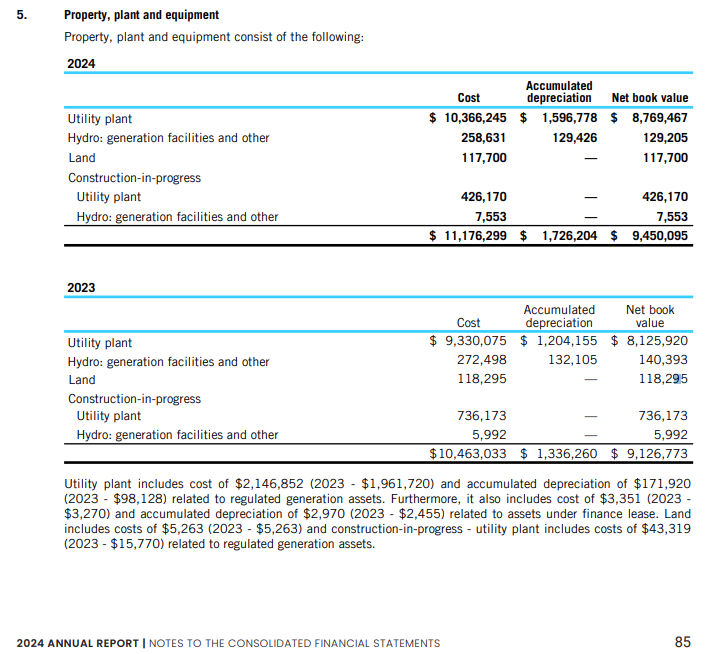 5. Property, plant and equipment
Property, plant and equipment consist of the following:
2024
Accumulated
Cost depreciation Net book value
Utility plant $ 10,366,245 $ 1,596,778 $ 8,769,467
Hydro: generation facilities and other 258,631 129,426 129,205
Land 117,700 — 117,700
Construction-in-progress
Utility plant 426,170 — 426,170
Hydro: generation facilities and other 7,553 — 7,553
$ 11,176,299 $ 1,726,204 $ 9,450,095
2023
Accumulated Net book
Cost depreciation value
Utility plant $ 9,330,075 $ 1,204,155 $ 8,125,920
Hydro: generation facilities and other 272,498 132,105 140,393
Land 118,295 — 118,295
Construction-in-progress
Utility plant 736,173 — 736,173
Hydro: generation facilities and other 5,992 — 5,992
$10,463,033 $ 1,336,260 $ 9,126,773
Utility plant includes cost of $2,146,852 (2023 - $1,961,720) and accumulated depreciation of $171,920
(2023 - $98,128) related to regulated generation assets. Furthermore, it also includes cost of $3,351 (2023 -
$3,270) and accumulated depreciation of $2,970 (2023 - $2,455) related to assets under finance lease. Land
includes costs of $5,263 (2023 - $5,263) and construction-in-progress - utility plant includes costs of $43,319
(2023 - $15,770) related to regulated generation assets.
2024 ANNUAL REPORT | NOTES TO THE CONSOLIDATED FINANCIAL STATEMENTS 85